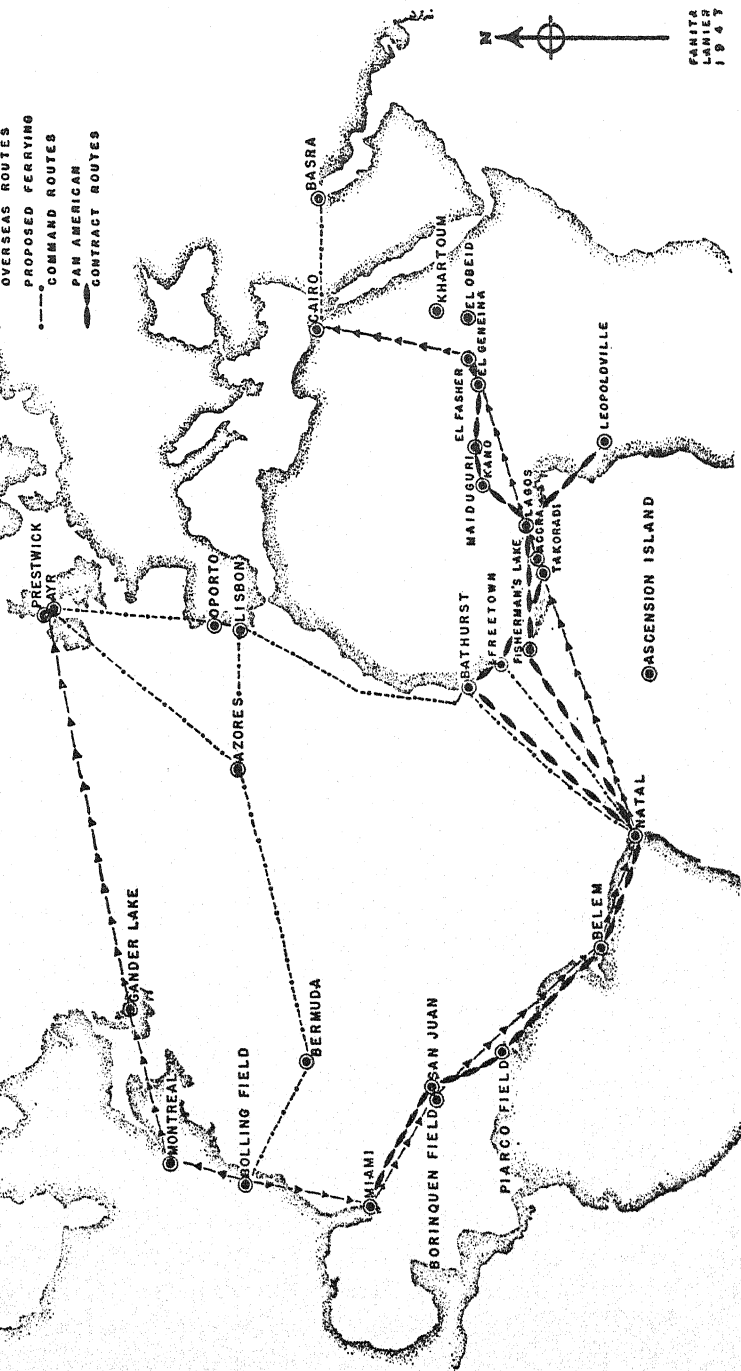 OVERSEAS ROUTES
PROPOSED FERRYING
COMMAND ROUTES
PAN AMERICAN
CONTRACT ROUTES
N
FANITA
LANIER
1947
PRESTWICK
AYR
GANDER LAKE
MONTREAL
BOLLING FIELD
BERMUDA
AZORES
OPORTO
LISBON
CAIRO
BASRA
MIAMI
BORINQUEN FIELD
SAN JUAN
PIARCO FIELD
BELEM
NATAL
BATHURST
FREETOWN
FISHERMAN'S LAKE
MAIDUGURI
KANO
EL FASHER
EL GENEINA
KHARTOUM
EL OBEID
LAGOS
ACCRA
TAKORADI
LEOPOLDVILLE
ASCENSION ISLAND